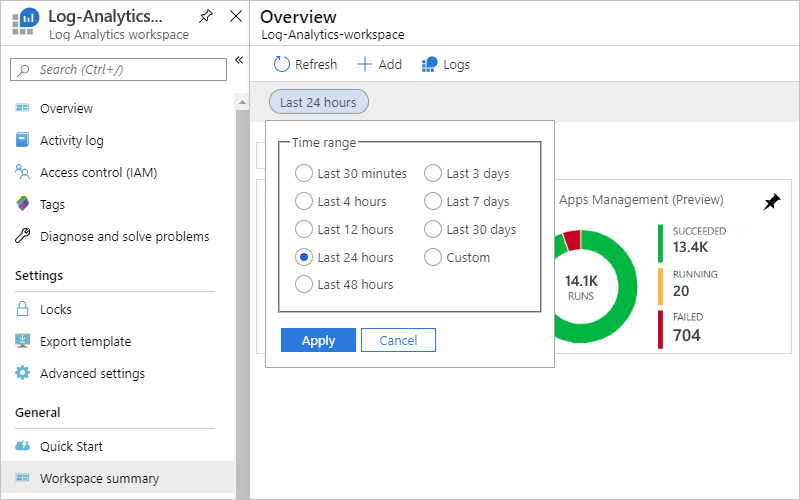 Log-Analytics...
Log Analytics workspace
Search (Ctrl+/)
Overview
Activity log
Access control (IAM)
Tags
Diagnose and solve problems
Settings
Locks
Export template
Advanced settings
General
Quick Start
Workspace summary
Overview
Log-Analytics-workspace
Refresh
Add
Logs
Last 24 hours
Time range
Last 30 minutes
Last 3 days
Last 4 hours
Last 7 days
Last 12 hours
Last 30 days
Last 24 hours
Custom
Last 48 hours
Apply
Cancel
Apps Management (Preview)
14.1K
RUNS
SUCCEEDED
13.4K
RUNNING
20
FAILED
704